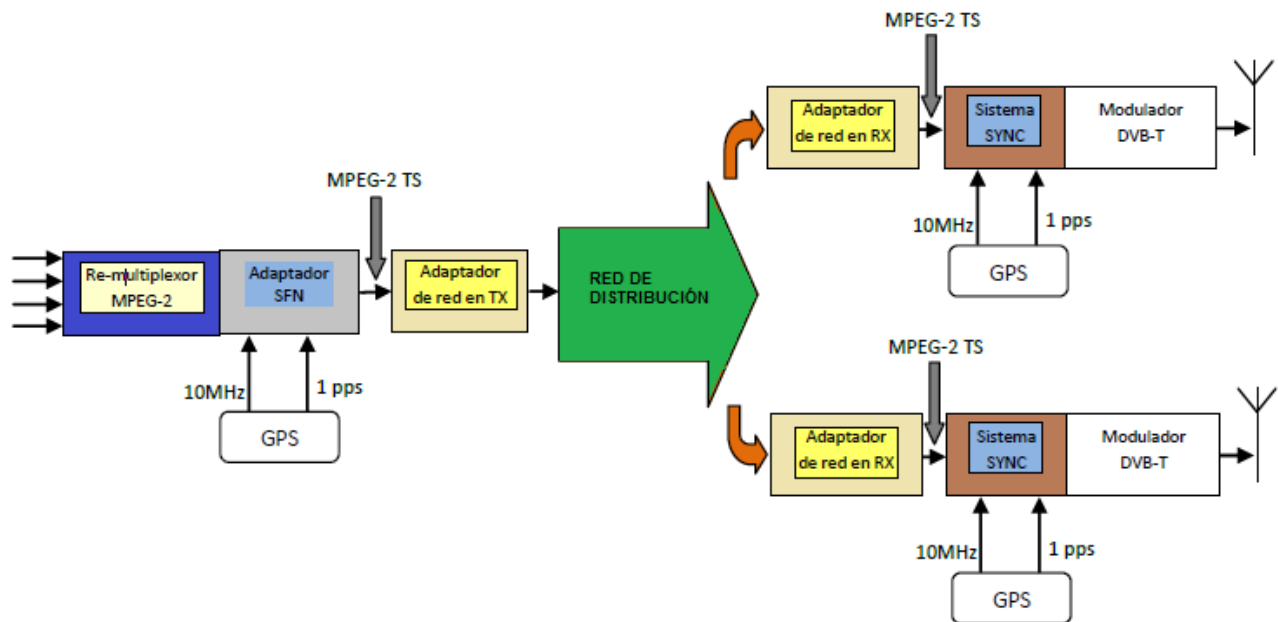 MPEG-2 TS
Re-multiplexor
MPEG-2
Adaptador
SFN
10MHz
1 pps
GPS
Adaptador
de red en TX
RED DE
DISTRIBUCIÓN
MPEG-2 TS
Adaptador
de red en RX
Sistema
SYNC
Modulador
DVB-T
10MHz
1 pps
GPS
MPEG-2 TS
Adaptador
de red en RX
Sistema
SYNC
Modulador
DVB-T
10MHz
1 pps
GPS